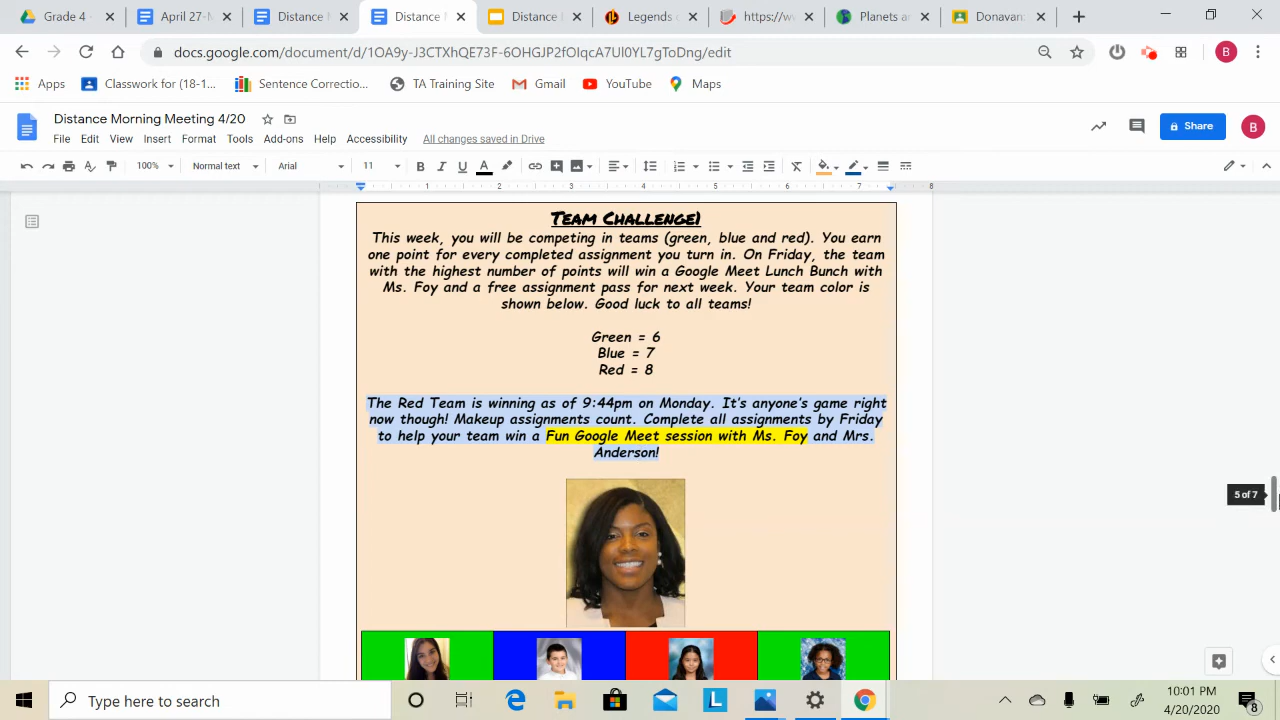 Grade 4
April 27-
Distance
Distance
Distance
Legends
https://w
Planets a
Donavan
docs.google.com/document/d/1OA9y-J3CTXhQE73F-6OHGJP2fOIqcA7Ul0YL7gToDng/edit
B
Apps
Classwork for (18-1...
Sentence Correctio...
TA Training Site
Gmail
YouTube
Maps
Distance Morning Meeting 4/20
Share
B
File Edit View Insert Format Tools Add-ons Help Accessibility All changes saved in Drive
100% Normal text Arial 11 B I U A
1 2 3 4 5 6 7 8
Team Challenge!
This week, you will be competing in teams (green, blue and red). You earn
one point for every completed assignment you turn in. On Friday, the team
with the highest number of points will win a Google Meet Lunch Bunch with
Ms. Foy and a free assignment pass for next week. Your team color is
shown below. Good luck to all teams!
Green = 6
Blue = 7
Red = 8
The Red Team is winning as of 9:44pm on Monday. It's anyone's game right
now though! Makeup assignments count. Complete all assignments by Friday
to help your team win a Fun Google Meet session with Ms. Foy and Mrs.
Anderson!
5 of 7
Type here to search
L
10:01 PM
4/20/2020
8